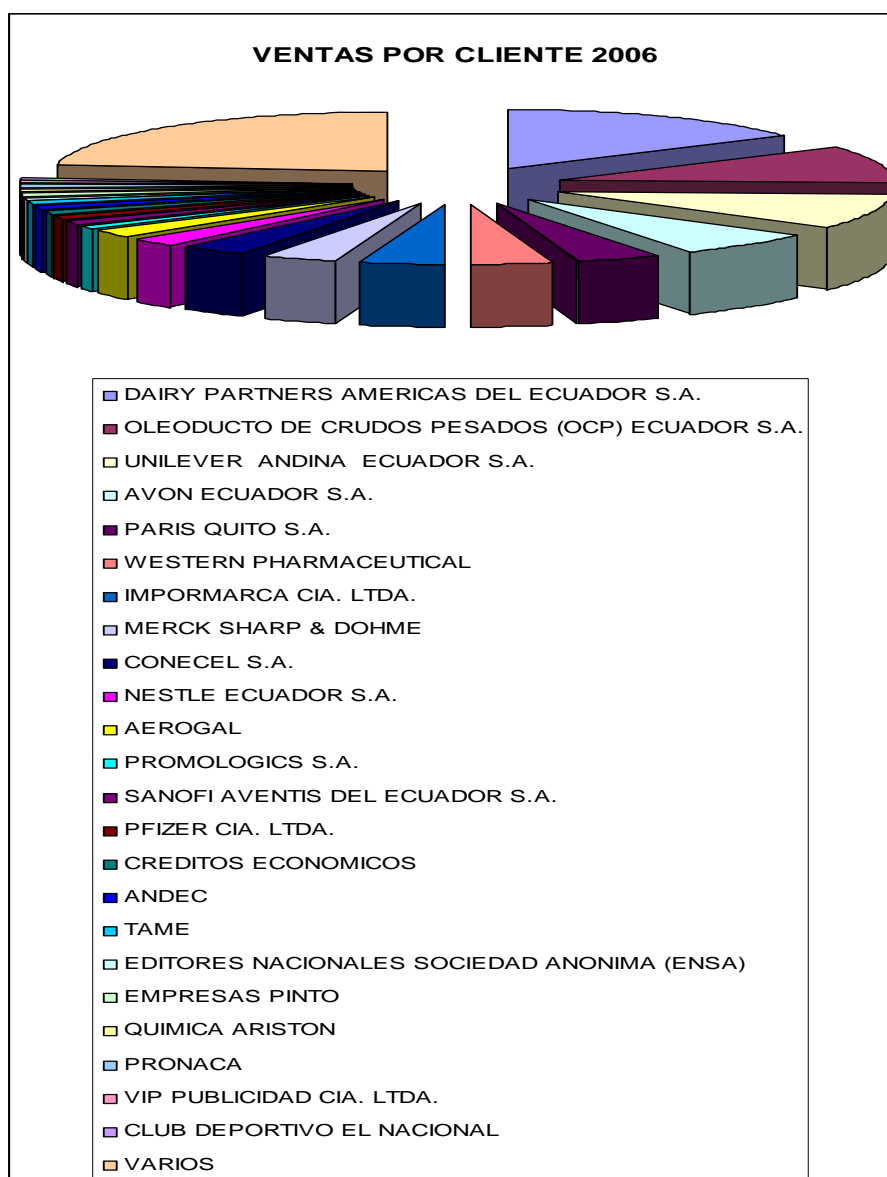 VENTAS POR CLIENTE 2006
DAIRY PARTNERS AMERICAS DEL ECUADOR S.A.
OLEODUCTO DE CRUDOS PESADOS (OCP) ECUADOR S.A.
UNILEVER ANDINA ECUADOR S.A.
AVON ECUADOR S.A.
PARIS QUITO S.A.
WESTERN PHARMACEUTICAL
IMPORMARCA CIA. LTDA.
MERCK SHARP & DOHME
CONECEL S.A.
NESTLE ECUADOR S.A.
AEROGAL
PROMOLOGICS S.A.
SANOFI AVENTIS DEL ECUADOR S.A.
PFIZER CIA. LTDA.
CREDITOS ECONOMICOS
ANDEC
TAME
EDITORES NACIONALES SOCIEDAD ANONIMA (ENSA)
EMPRESAS PINTO
QUIMICA ARISTON
PRONACA
VIP PUBLICIDAD CIA. LTDA.
CLUB DEPORTIVO EL NACIONAL
VARIOS